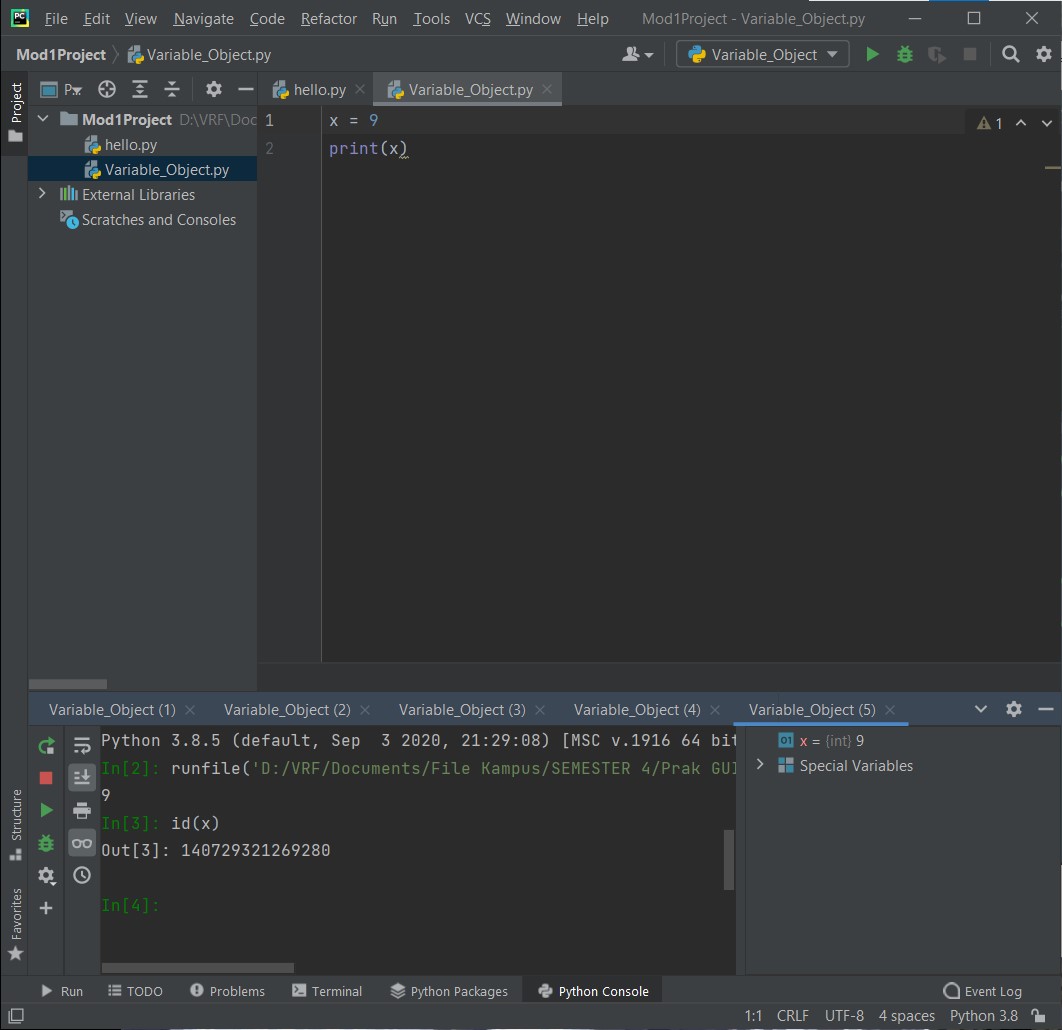 PC File Edit View Navigate Code Refactor Run Tools VCS Window Help Mod1Project - Variable_Object.py
Mod1Project Variable_Object.py Variable_Object
Project
P
hello.py Variable_Object.py
Mod1Project D:\VRF\Doc
hello.py
Variable_Object.py
External Libraries
Scratches and Consoles
1 x = 9
2 print(x)
1
Variable_Object (1) Variable_Object (2) Variable_Object (3) Variable_Object (4) Variable_Object (5)
Python 3.8.5 (default, Sep 3 2020, 21:29:08) [MSC v.1916 64 bit
In[2]: runfile('D:/VRF/Documents/File Kampus/SEMESTER 4/Prak GUI
9
In[3]: id(x)
Out[3]: 140729321269280
In[4]:
01 x = {int} 9
Special Variables
Structure
Favorites
Run TODO Problems Terminal Python Packages Python Console Event Log
1:1 CRLF UTF-8 4 spaces Python 3.8